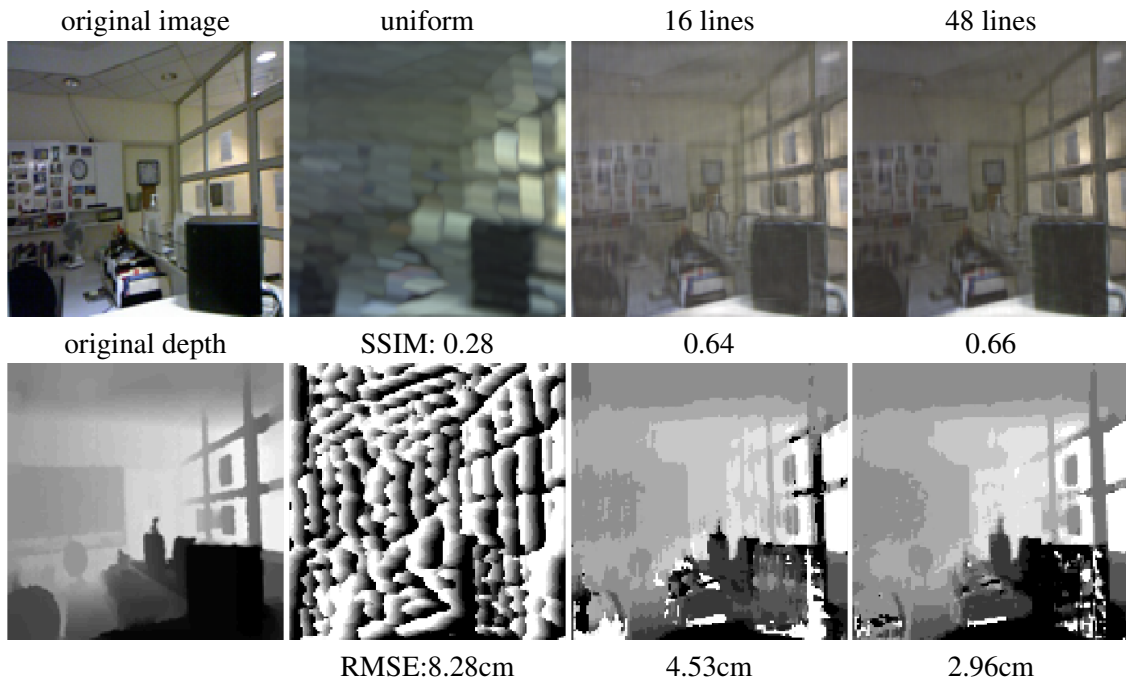 original image uniform 16 lines 48 lines
original depth SSIM: 0.28 0.64 0.66
RMSE:8.28cm 4.53cm 2.96cm